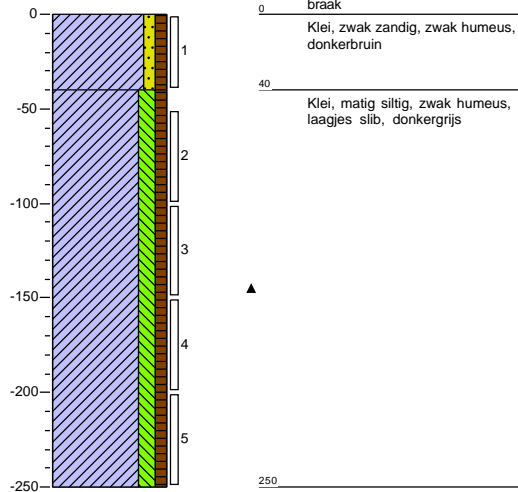 braak
0
0
Klei, zwak zandig, zwak humeus,
donkerbruin
1
40
Klei, matig siltig, zwak humeus,
laagjes slib, donkergrijs
-50
2
-100
3
-150
4
-200
5
-250
250